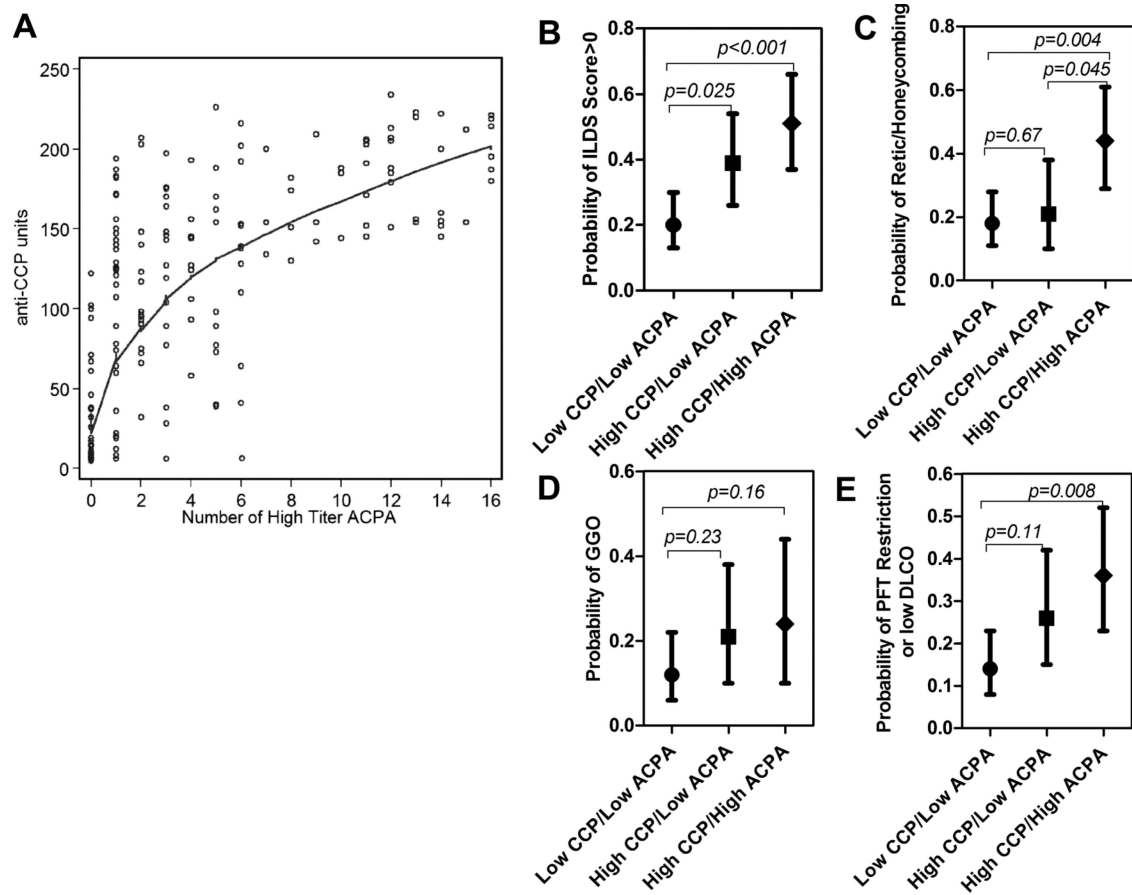 A
250
200
150
100
50
0
anti-CCP units
0 2 4 6 8 10 12 14 16
Number of High Titer ACPA
B
p<0.001
p=0.025
0.8
0.6
0.4
0.2
0.0
Probability of ILDS Score>0
Low CCP/Low ACPA
High CCP/Low ACPA
High CCP/High ACPA
C
p=0.004
p=0.045
p=0.67
0.8
0.6
0.4
0.2
0.0
Probability of Retic/Honeycombing
Low CCP/Low ACPA
High CCP/Low ACPA
High CCP/High ACPA
D
p=0.16
p=0.23
0.6
0.4
0.2
0.0
Probability of GGO
Low CCP/Low ACPA
High CCP/Low ACPA
High CCP/High ACPA
E
p=0.008
p=0.11
0.6
0.5
0.4
0.3
0.2
0.1
0.0
Probability of PFT Restriction
or low DLCO
Low CCP/Low ACPA
High CCP/Low ACPA
High CCP/High ACPA